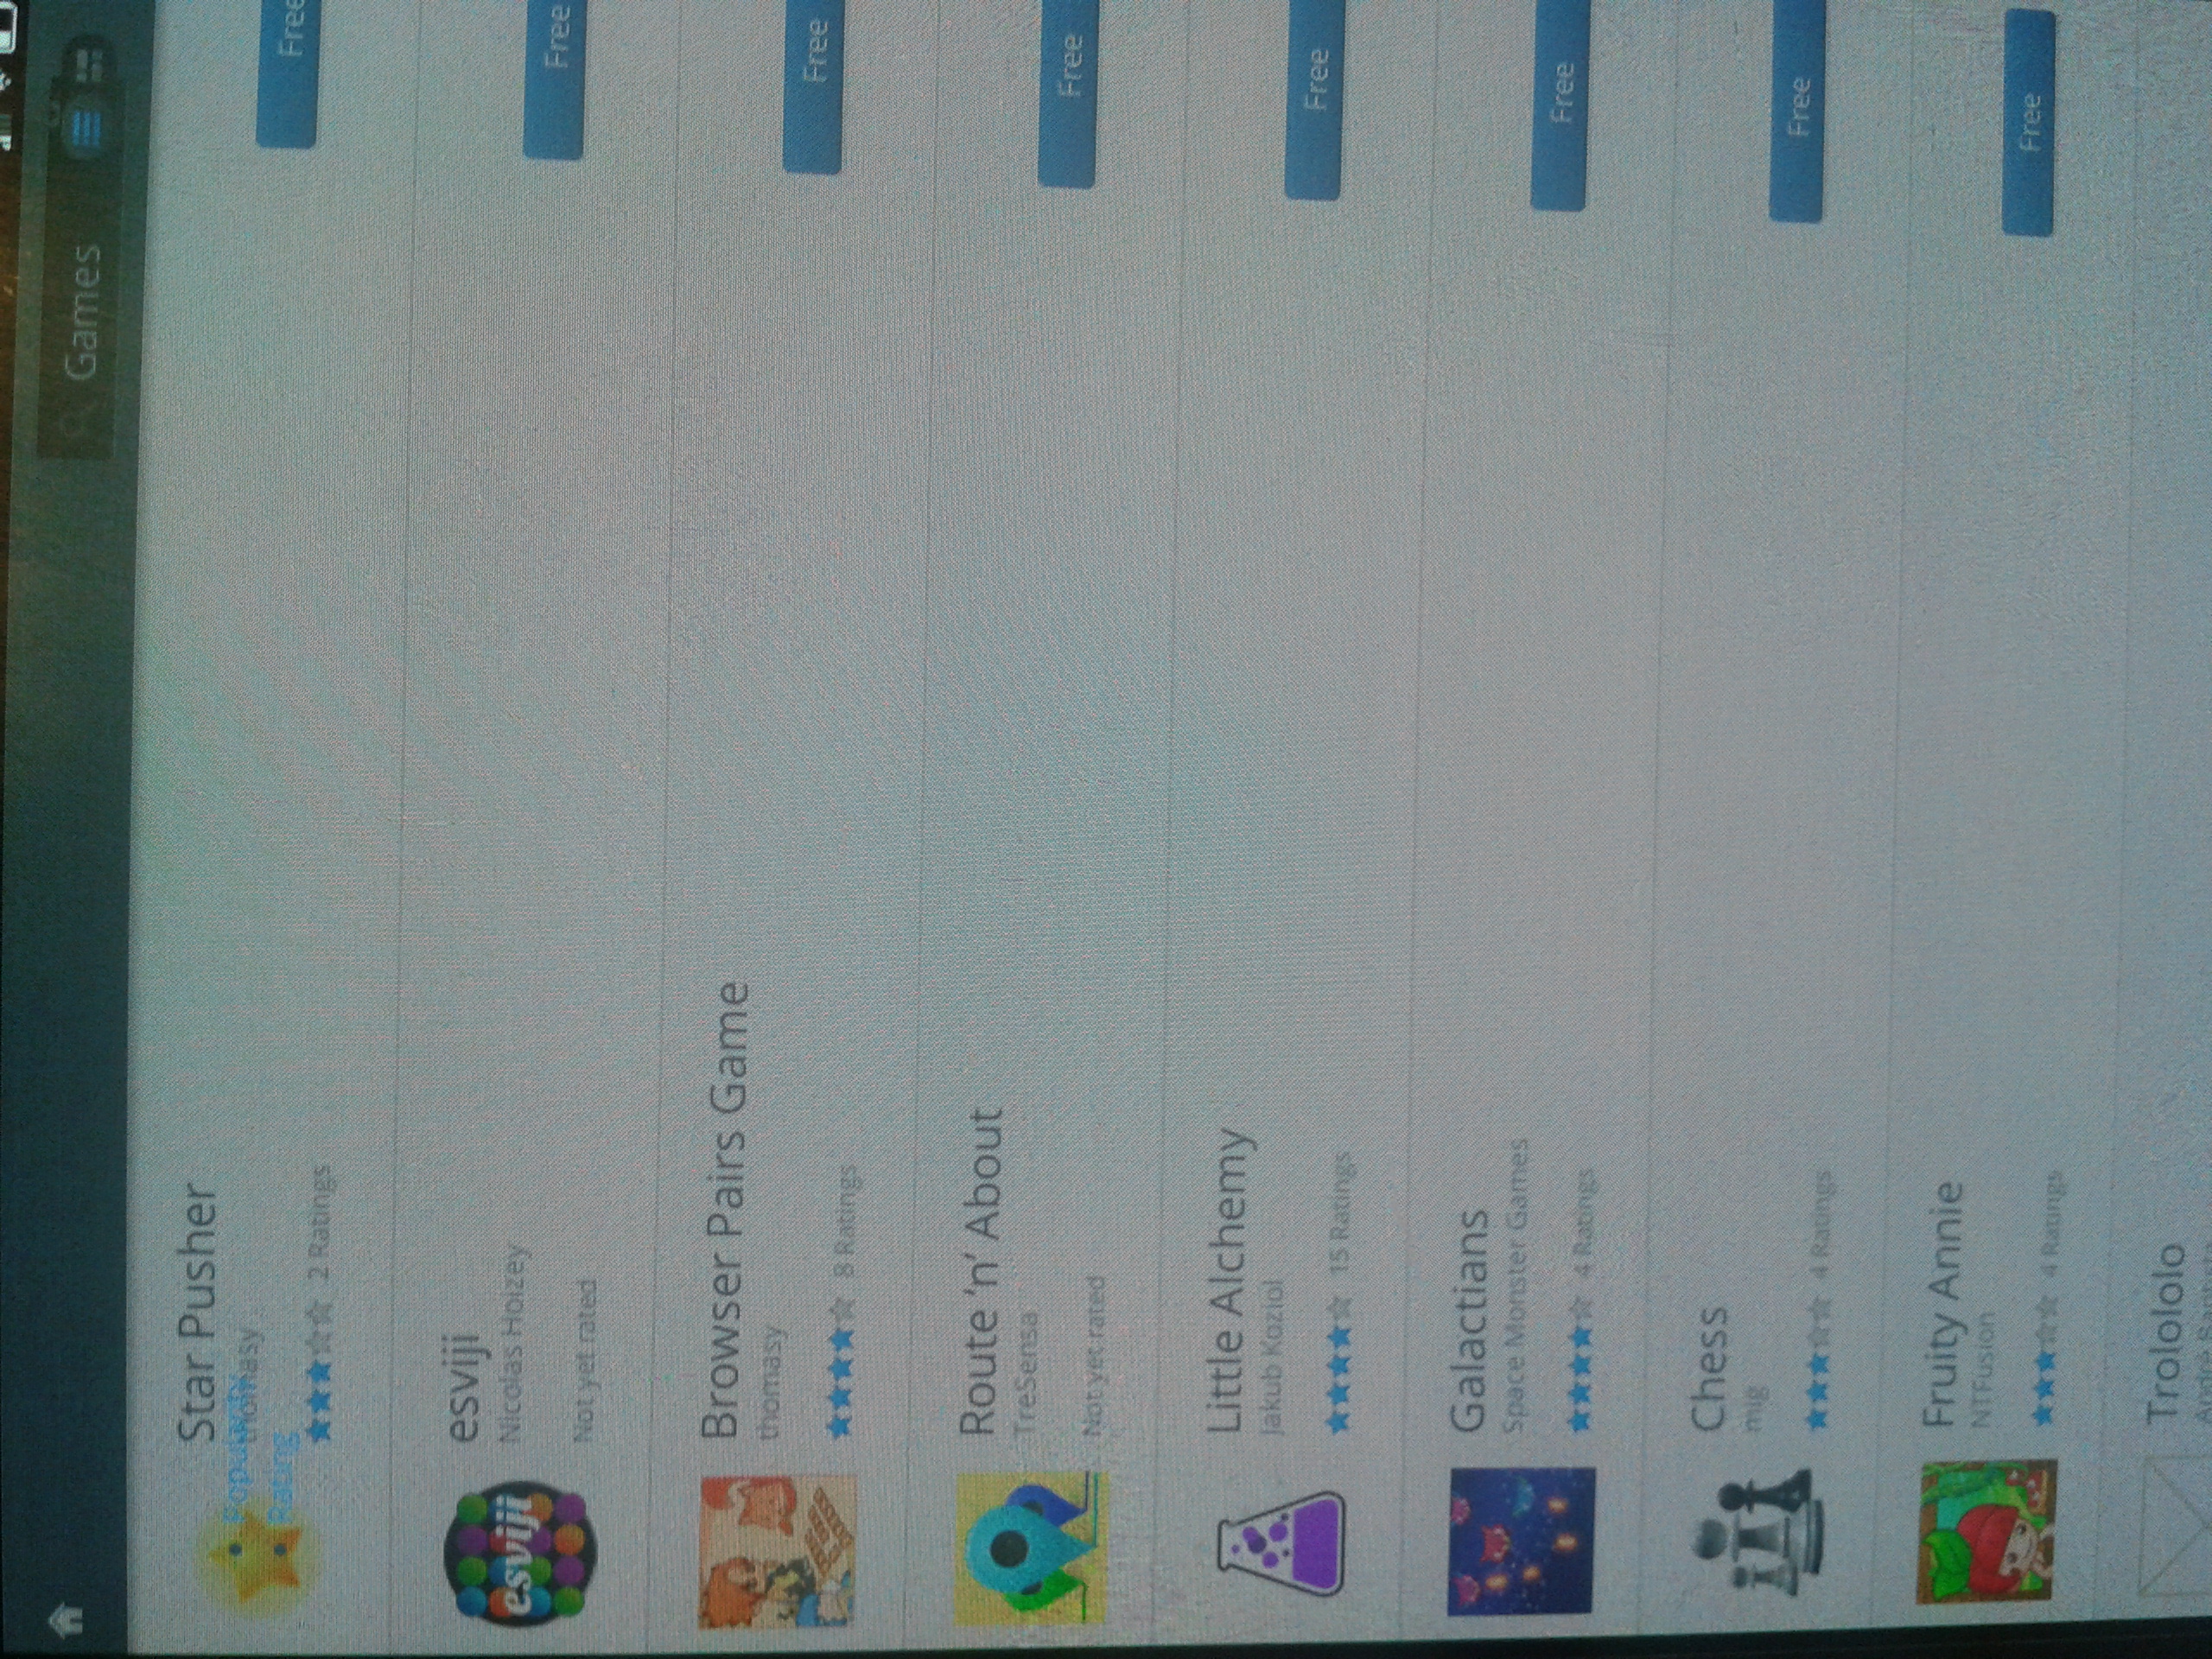 Games
Star Pusher
Popularity
thomasy
Rating
2 Ratings
Free
esviji
esviji
Nicolas Hoizey
Not yet rated
Free
Browser Pairs Game
thomasy
8 Ratings
Free
Route ‘n’ About
TreSensa
Not yet rated
Free
Little Alchemy
Jakub Koziol
15 Ratings
Free
Galactians
Space Monster Games
4 Ratings
Free
Chess
mig
4 Ratings
Free
Fruity Annie
NTFusion
4 Ratings
Free
Trolololo
André Baptista